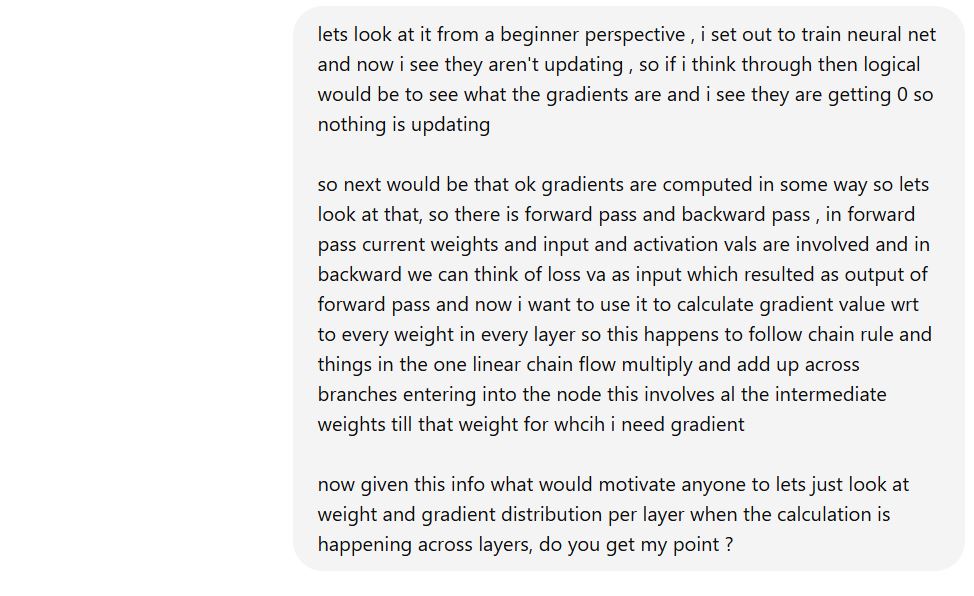 lets look at it from a beginner perspective , i set out to train neural net
and now i see they aren't updating , so if i think through then logical
would be to see what the gradients are and i see they are getting 0 so
nothing is updating
so next would be that ok gradients are computed in some way so lets
look at that, so there is forward pass and backward pass , in forward
pass current weights and input and activation vals are involved and in
backward we can think of loss va as input which resulted as output of
forward pass and now i want to use it to calculate gradient value wrt
to every weight in every layer so this happens to follow chain rule and
things in the one linear chain flow multiply and add up across
branches entering into the node this involves al the intermediate
weights till that weight for whcih i need gradient
now given this info what would motivate anyone to lets just look at
weight and gradient distribution per layer when the calculation is
happening across layers, do you get my point ?